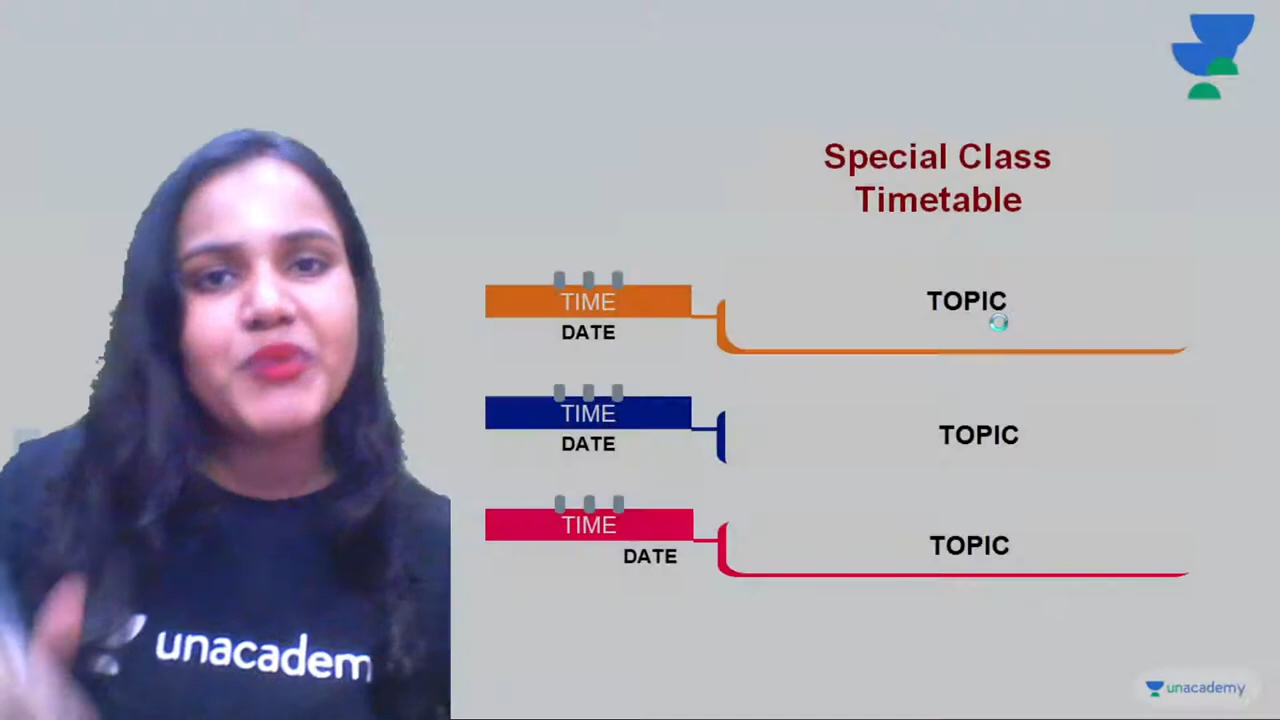 Special Class
Timetable
TIME
DATE
TOPIC
TIME
DATE
TOPIC
TIME
DATE
TOPIC
unacadem
unacademy